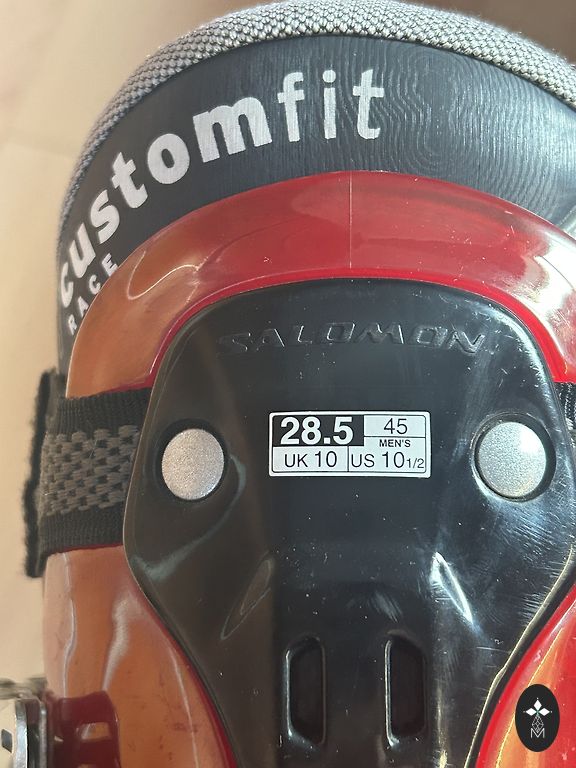 customfit
RACE
SALOMON
28.5
45
MEN'S
UK 10
US 10 1/2
M